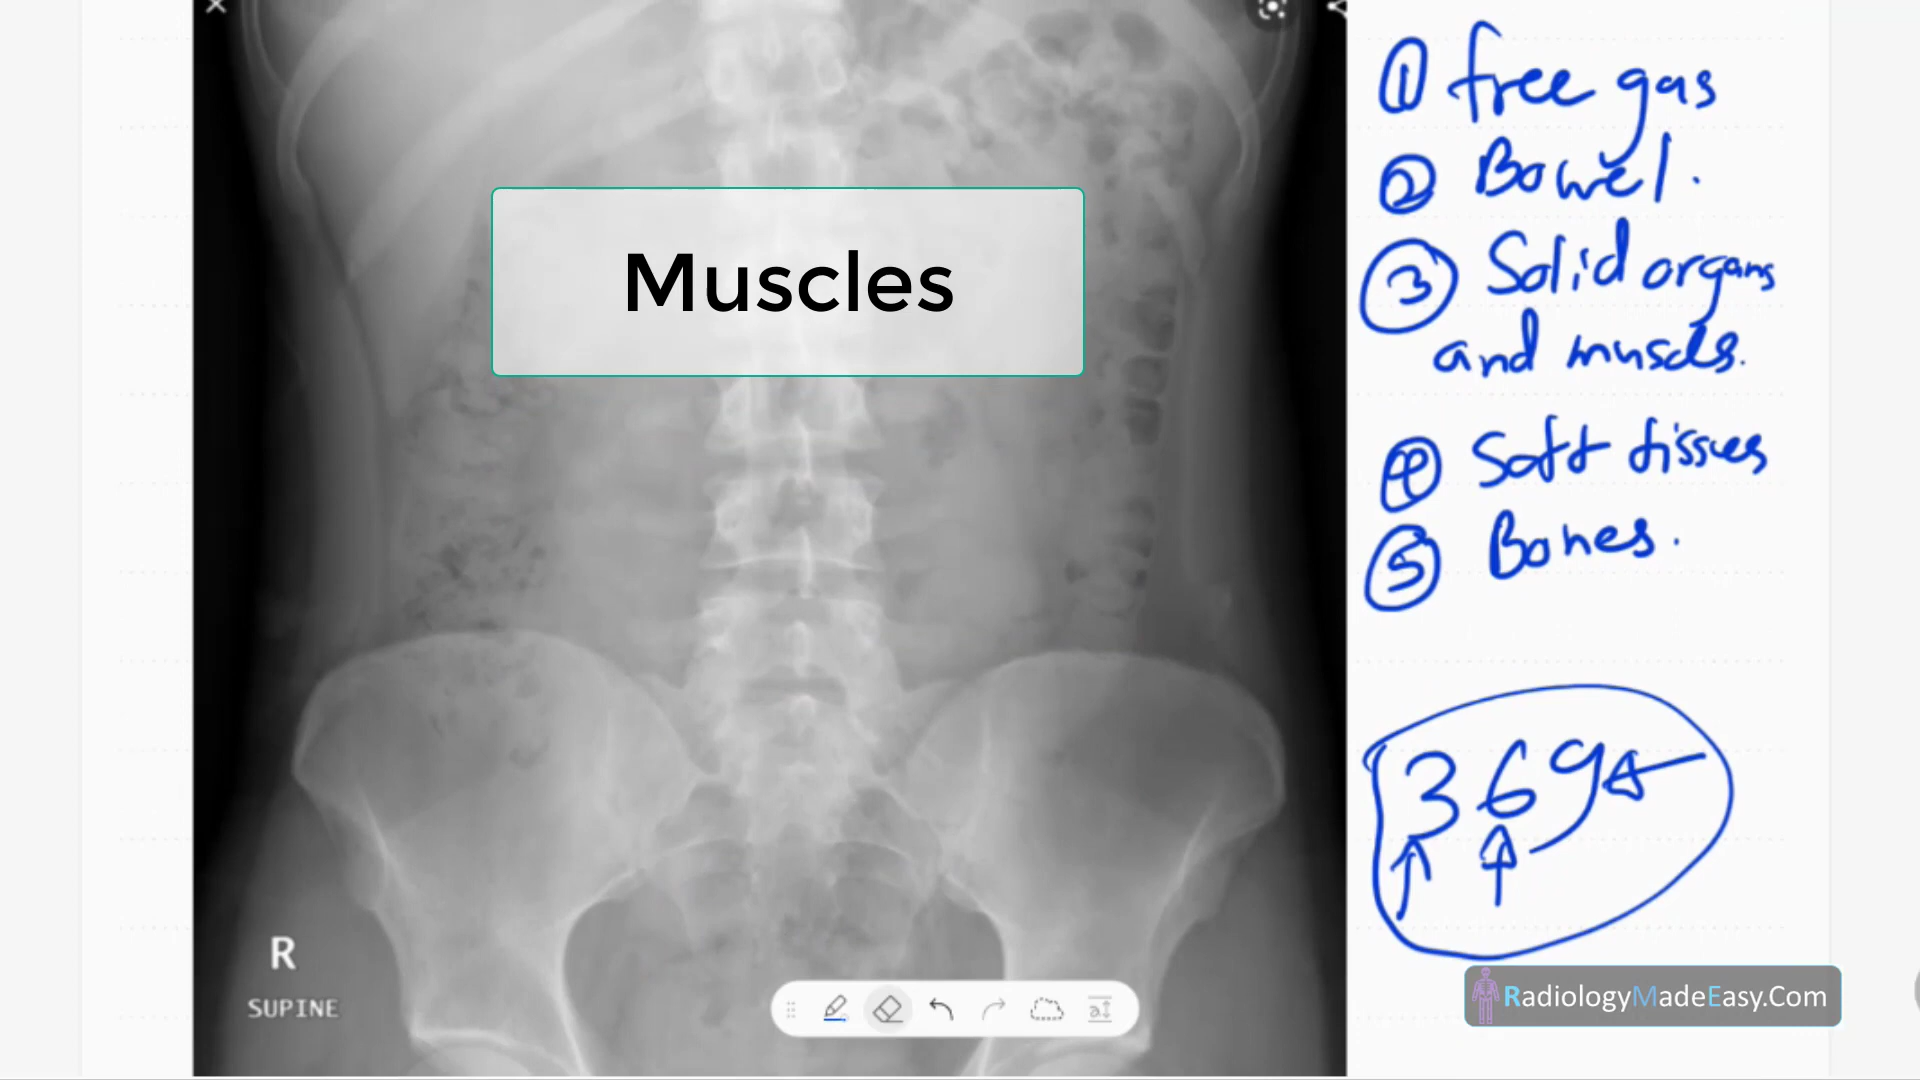 Muscles
① free gas
② Bowel.
③ Solid organs
and muscles.
④ Soft tissues
⑤ Bones.
3 6 9
R
SUPINE
RadiologyMadeEasy.Com